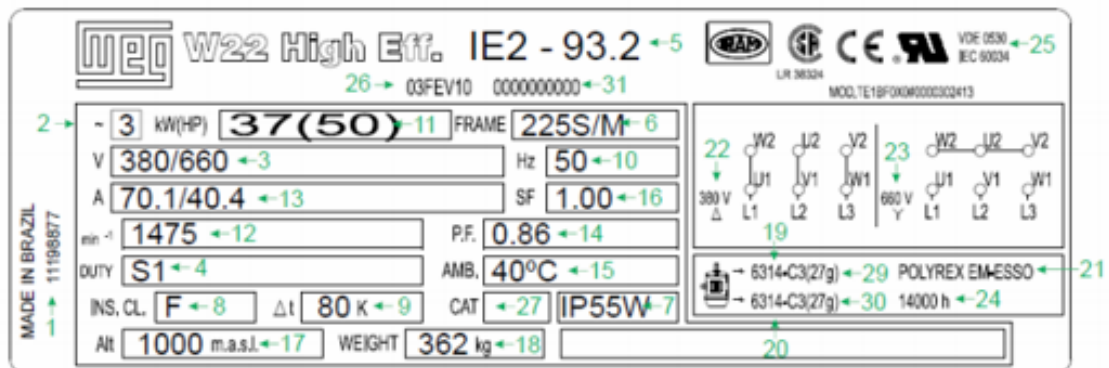 WEG W22 High Eff. IE2 - 93.2 5 IRAM SA CE RU VDE 0530 IEC 60034 25
LR 38324
26 03FEV10 0000000000 31 MOD.TE1BF0X0#0000302413
2 ~ 3 kW(HP) 37(50) 11 FRAME 225S/M 6
V 380/660 3 Hz 50 10
A 70.1/40.4 13 SF 1.00 16
min -1 1475 12 P.F. 0.86 14
DUTY S1 4 AMB. 40°C 15
INS. CL. F 8 Δt 80 K 9 CAT 27 IP55W 7
Alt 1000 m.a.s.l. 17 WEIGHT 362 kg 18
MADE IN BRAZIL
11198877
1
22 W2 U2 V2 23 W2 U2 V2
380 V Δ U1 V1 W1 660 V Y U1 V1 W1
L1 L2 L3 L1 L2 L3
19
6314-C3(27g) 29 POLYREX EM-ESSO 21
6314-C3(27g) 30 14000 h 24
20